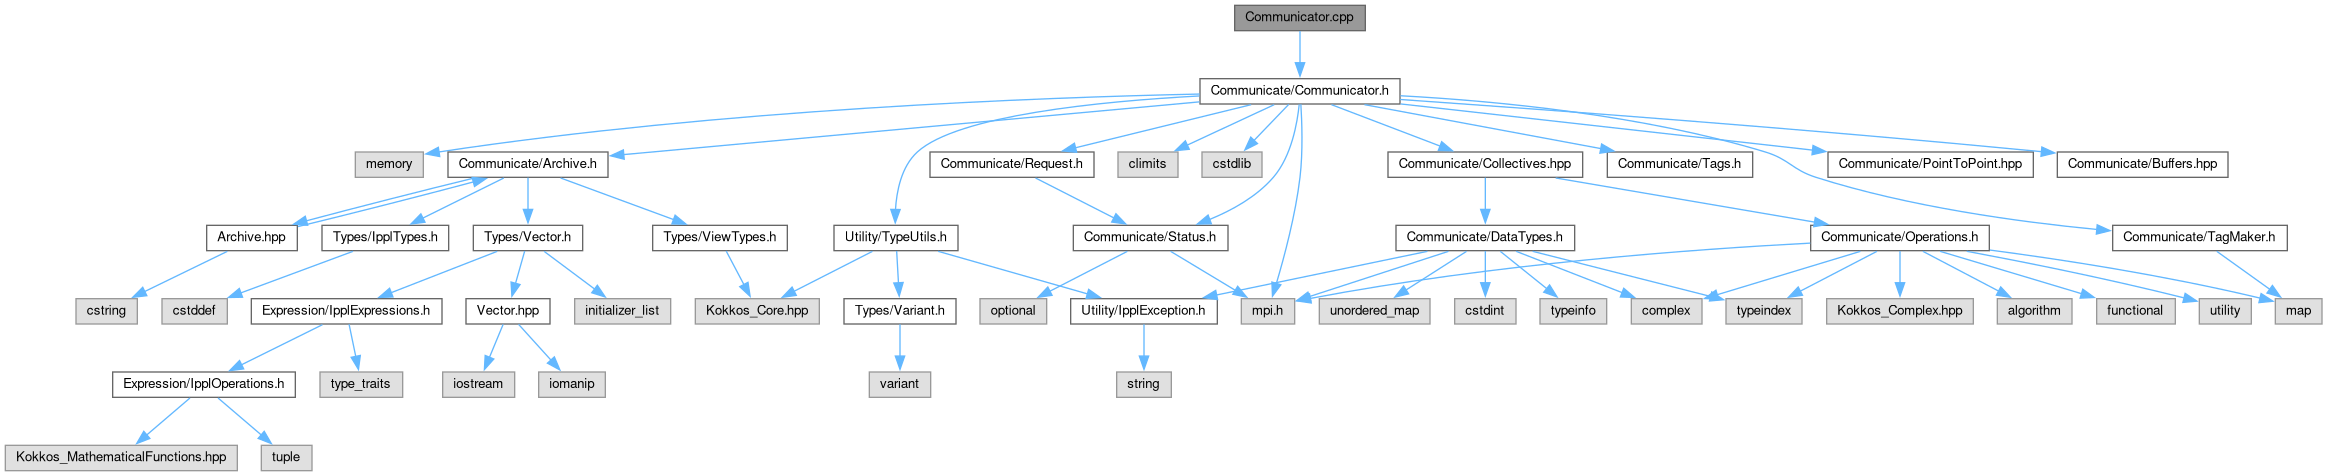 Communicator.cpp
Communicate/Communicator.h
memory
Communicate/Archive.h
Communicate/Request.h
climits
cstdlib
Communicate/Collectives.hpp
Communicate/Tags.h
Communicate/PointToPoint.hpp
Communicate/Buffers.hpp
Archive.hpp
Types/IpplTypes.h
Types/Vector.h
Types/ViewTypes.h
Utility/TypeUtils.h
Communicate/Status.h
Communicate/DataTypes.h
Communicate/Operations.h
Communicate/TagMaker.h
cstring
cstddef
Expression/IpplExpressions.h
Vector.hpp
initializer_list
Kokkos_Core.hpp
Types/Variant.h
optional
Utility/IpplException.h
mpi.h
unordered_map
cstdint
typeinfo
complex
typeindex
Kokkos_Complex.hpp
algorithm
functional
utility
map
Expression/IpplOperations.h
type_traits
iostream
iomanip
variant
string
Kokkos_MathematicalFunctions.hpp
tuple